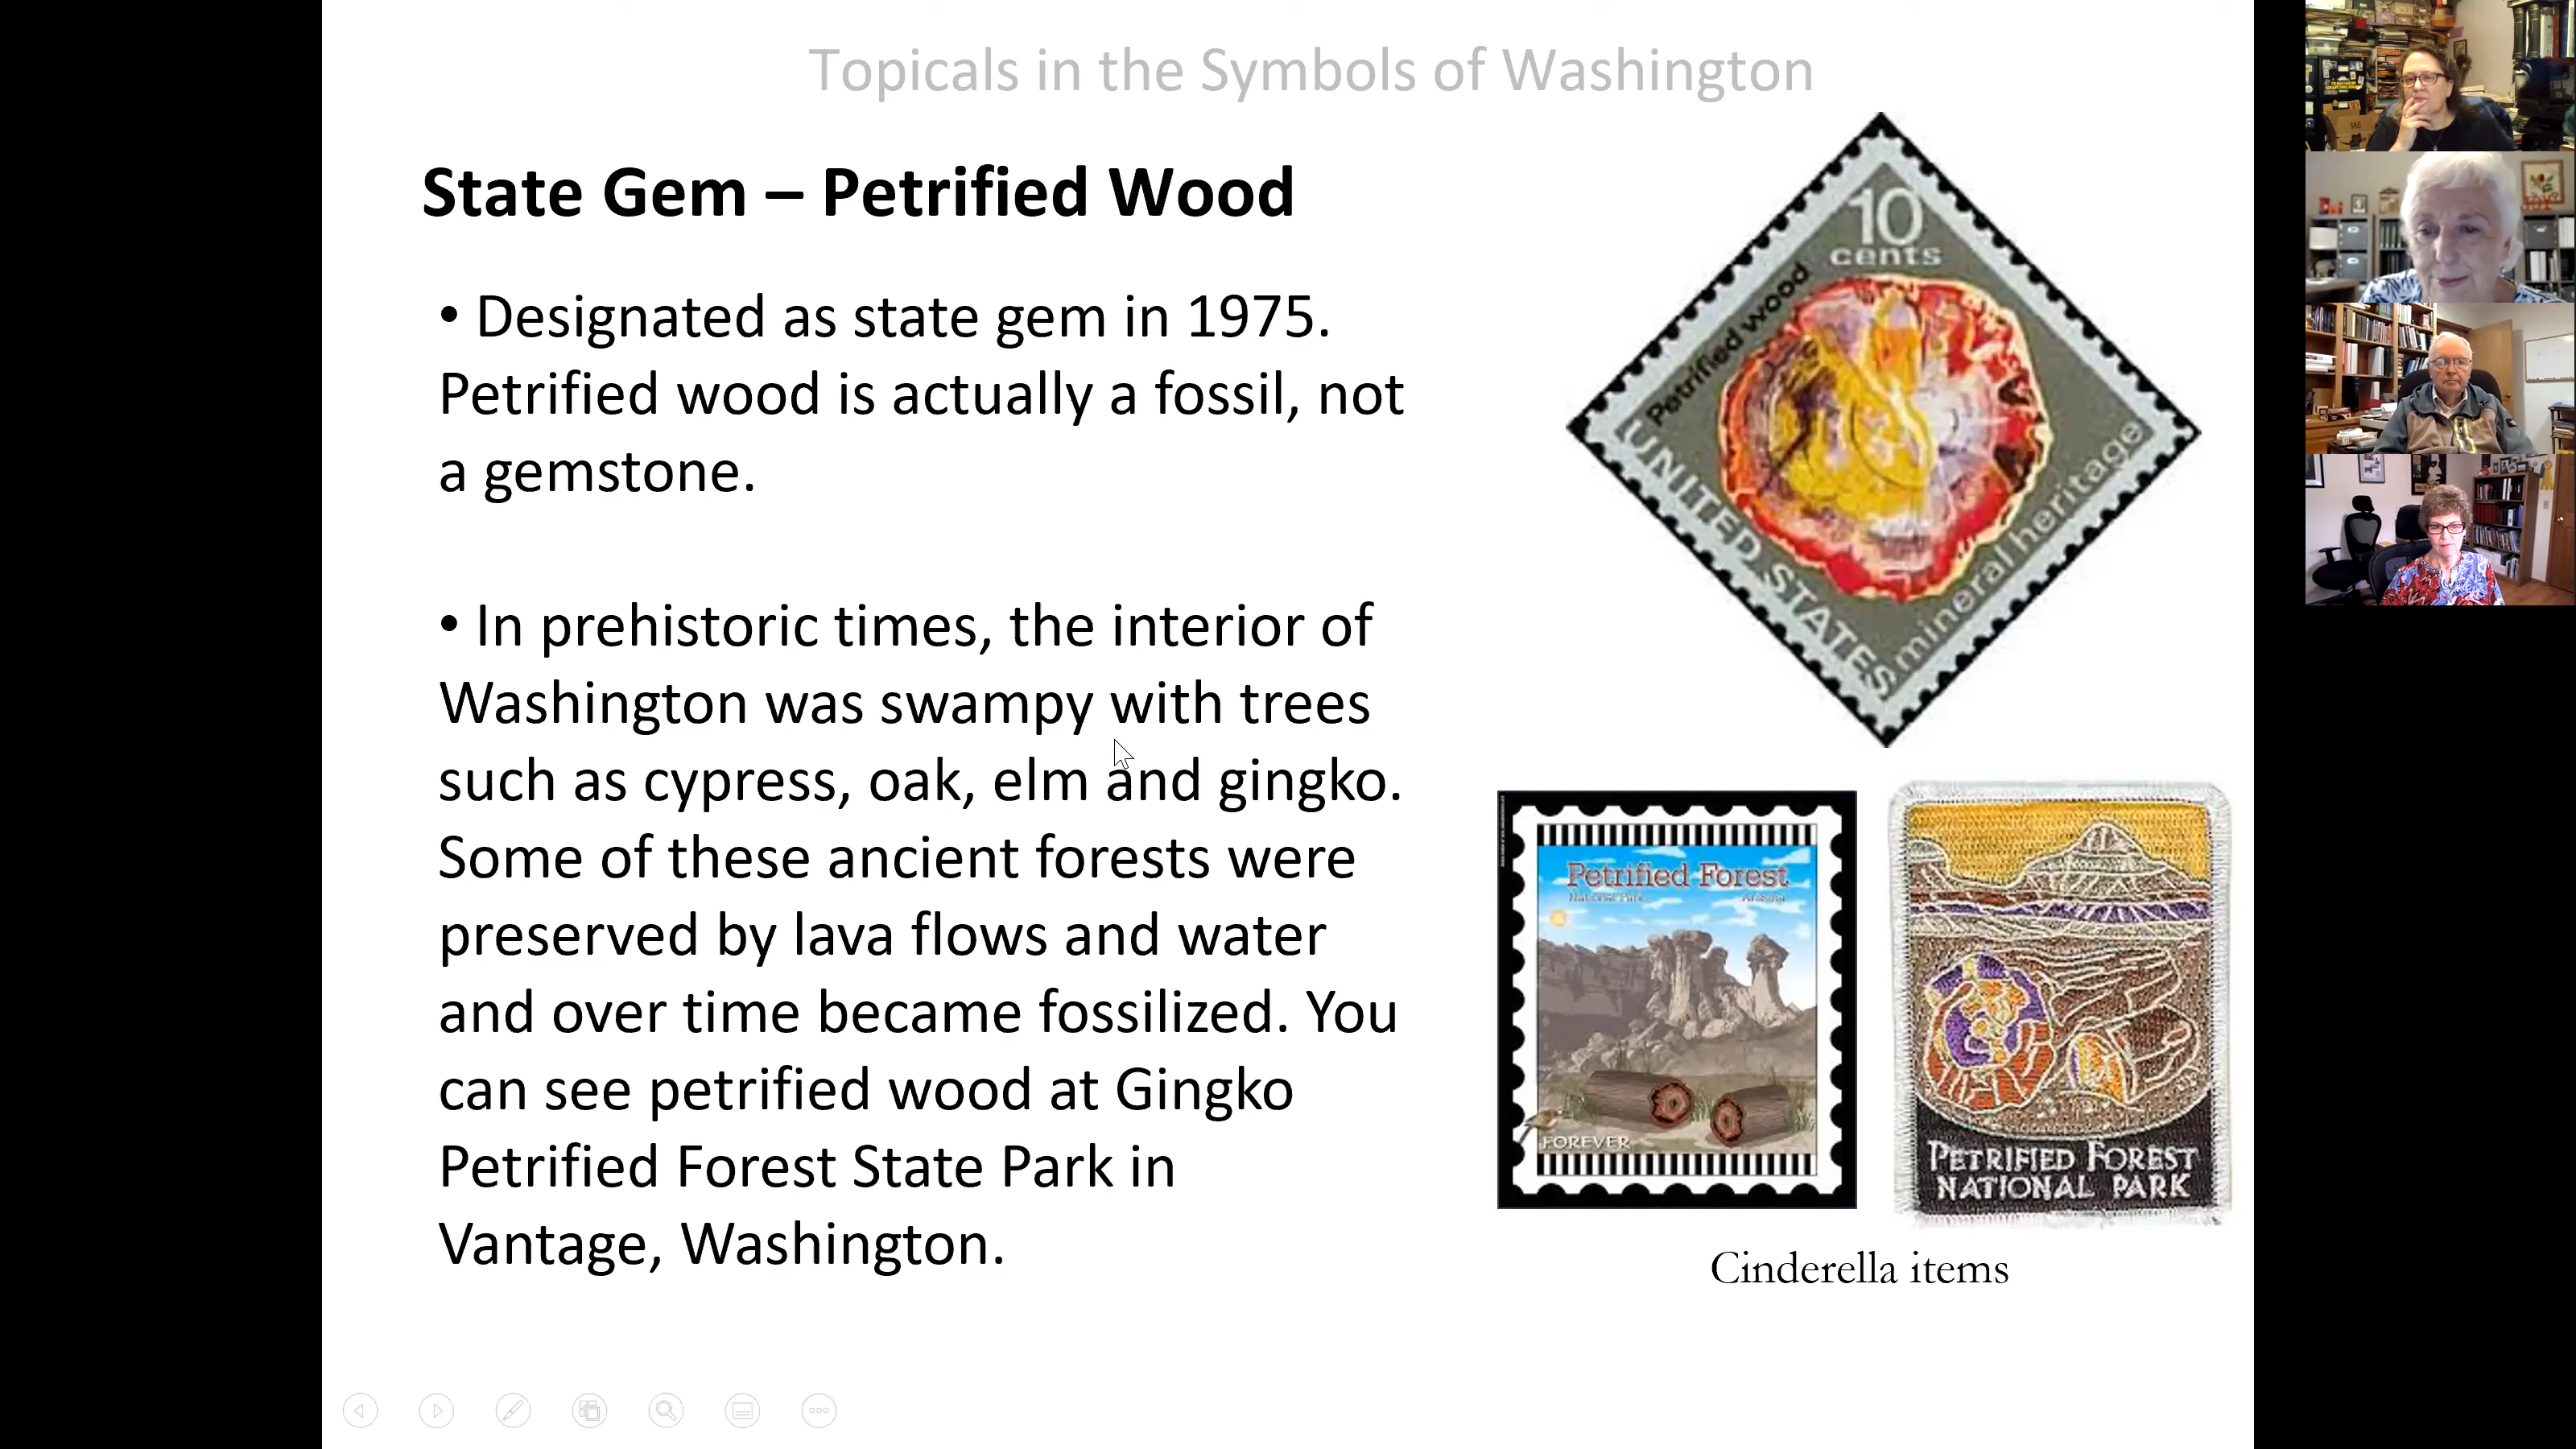 Topicals in the Symbols of Washington
State Gem – Petrified Wood
• Designated as state gem in 1975.
Petrified wood is actually a fossil, not
a gemstone.
• In prehistoric times, the interior of
Washington was swampy with trees
such as cypress, oak, elm and gingko.
Some of these ancient forests were
preserved by lava flows and water
and over time became fossilized. You
can see petrified wood at Gingko
Petrified Forest State Park in
Vantage, Washington.
10
cents
Petrified wood
UNITED STATES
mineral heritage
Petrified Forest
National Park Arizona
FOREVER
PETRIFIED FOREST
NATIONAL PARK
Cinderella items